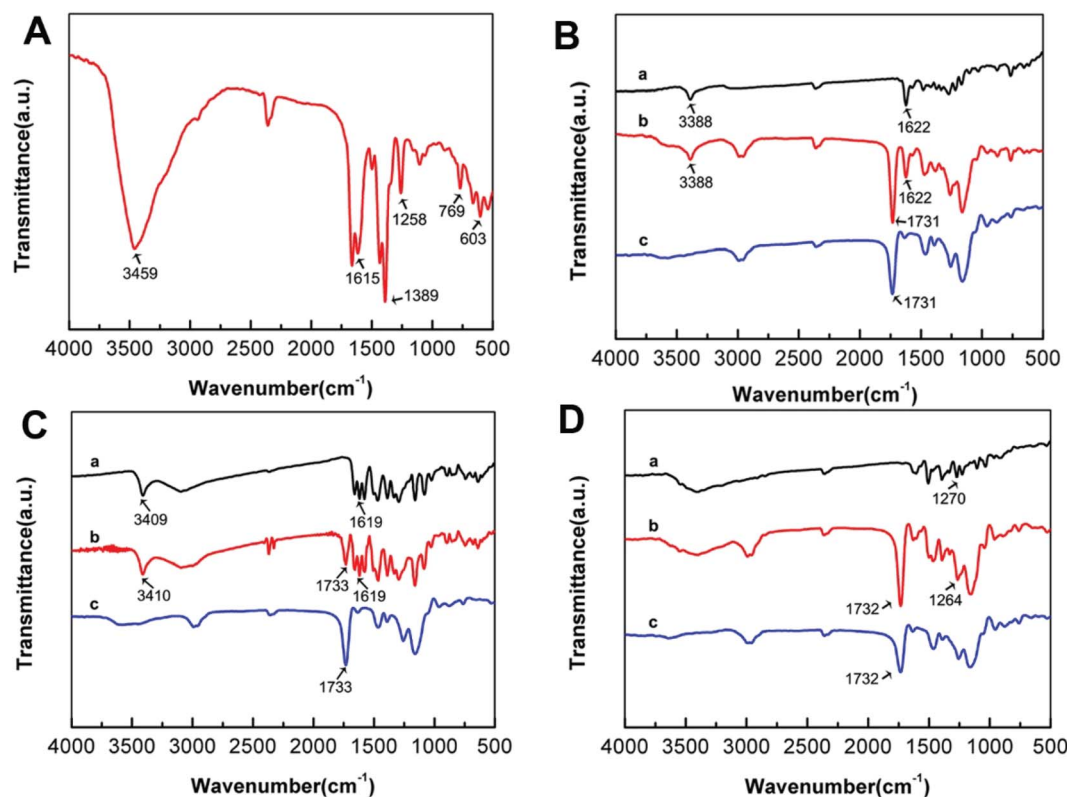 A
Transmittance(a.u.)
3459
1615
1389
1258
769
603
4000 3500 3000 2500 2000 1500 1000 500
Wavenumber(cm⁻¹)
B
Transmittance(a.u.)
a
3388
1622
b
3388
1622
1731
c
1731
4000 3500 3000 2500 2000 1500 1000 500
Wavenumber(cm⁻¹)
C
Transmittance(a.u.)
a
3409
1619
b
3410
1733
1619
c
1733
4000 3500 3000 2500 2000 1500 1000 500
Wavenumber(cm⁻¹)
D
Transmittance(a.u.)
a
1270
b
1732
1264
c
1732
4000 3500 3000 2500 2000 1500 1000 500
Wavenumber(cm⁻¹)